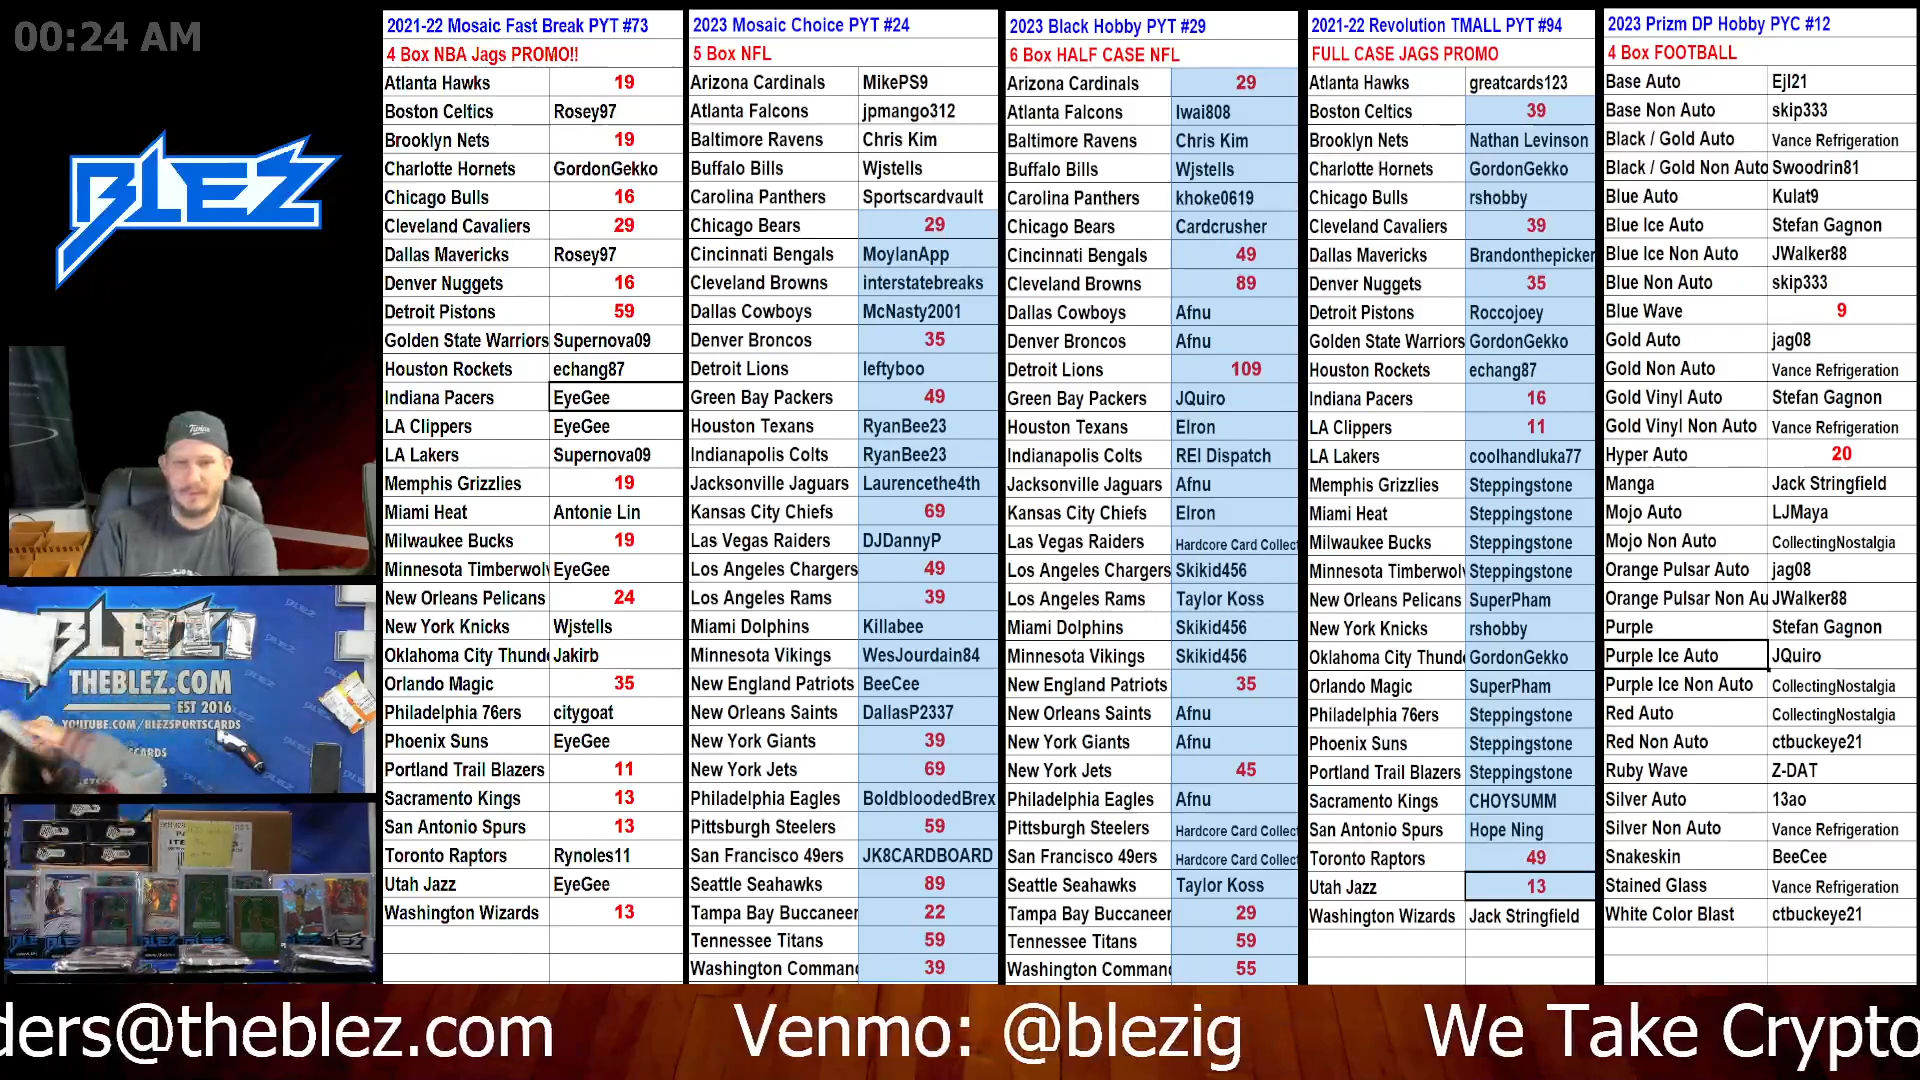 00:24 AM
BLEZ
BLEZ
THEBLEZ.COM
EST 2016
YOUTUBE.COM/BLEZSPORTSCARDS
2021-22 Mosaic Fast Break PYT #73
4 Box NBA Jags PROMO!!
Atlanta Hawks 19
Boston Celtics Rosey97
Brooklyn Nets 19
Charlotte Hornets GordonGekko
Chicago Bulls 16
Cleveland Cavaliers 29
Dallas Mavericks Rosey97
Denver Nuggets 16
Detroit Pistons 59
Golden State Warriors Supernova09
Houston Rockets echang87
Indiana Pacers EyeGee
LA Clippers EyeGee
LA Lakers Supernova09
Memphis Grizzlies 19
Miami Heat Antonie Lin
Milwaukee Bucks 19
Minnesota Timberwolv EyeGee
New Orleans Pelicans 24
New York Knicks Wjstells
Oklahoma City Thunde Jakirb
Orlando Magic 35
Philadelphia 76ers citygoat
Phoenix Suns EyeGee
Portland Trail Blazers 11
Sacramento Kings 13
San Antonio Spurs 13
Toronto Raptors Rynoles11
Utah Jazz EyeGee
Washington Wizards 13
2023 Mosaic Choice PYT #24
5 Box NFL
Arizona Cardinals MikePS9
Atlanta Falcons jpmango312
Baltimore Ravens Chris Kim
Buffalo Bills Wjstells
Carolina Panthers Sportscardvault
Chicago Bears 29
Cincinnati Bengals MoylanApp
Cleveland Browns interstatebreaks
Dallas Cowboys McNasty2001
Denver Broncos 35
Detroit Lions leftyboo
Green Bay Packers 49
Houston Texans RyanBee23
Indianapolis Colts RyanBee23
Jacksonville Jaguars Laurencethe4th
Kansas City Chiefs 69
Las Vegas Raiders DJDannyP
Los Angeles Chargers 49
Los Angeles Rams 39
Miami Dolphins Killabee
Minnesota Vikings WesJourdain84
New England Patriots BeeCee
New Orleans Saints DallasP2337
New York Giants 39
New York Jets 69
Philadelphia Eagles BoldbloodedBrex
Pittsburgh Steelers 59
San Francisco 49ers JK8CARDBOARD
Seattle Seahawks 89
Tampa Bay Buccaneer 22
Tennessee Titans 59
Washington Comman 39
2023 Black Hobby PYT #29
6 Box HALF CASE NFL
Arizona Cardinals 29
Atlanta Falcons Iwai808
Baltimore Ravens Chris Kim
Buffalo Bills Wjstells
Carolina Panthers khoke0619
Chicago Bears Cardcrusher
Cincinnati Bengals 49
Cleveland Browns 89
Dallas Cowboys Afnu
Denver Broncos Afnu
Detroit Lions 109
Green Bay Packers JQuiro
Houston Texans Elron
Indianapolis Colts REI Dispatch
Jacksonville Jaguars Afnu
Kansas City Chiefs Elron
Las Vegas Raiders Hardcore Card Collect
Los Angeles Chargers Skikid456
Los Angeles Rams Taylor Koss
Miami Dolphins Skikid456
Minnesota Vikings Skikid456
New England Patriots 35
New Orleans Saints Afnu
New York Giants Afnu
New York Jets 45
Philadelphia Eagles Afnu
Pittsburgh Steelers Hardcore Card Collect
San Francisco 49ers Hardcore Card Collect
Seattle Seahawks Taylor Koss
Tampa Bay Buccaneer 29
Tennessee Titans 59
Washington Comman 55
2021-22 Revolution TMALL PYT #94
FULL CASE JAGS PROMO
Atlanta Hawks greatcards123
Boston Celtics 39
Brooklyn Nets Nathan Levinson
Charlotte Hornets GordonGekko
Chicago Bulls rshobby
Cleveland Cavaliers 39
Dallas Mavericks Brandonthepicker
Denver Nuggets 35
Detroit Pistons Roccojoey
Golden State Warriors GordonGekko
Houston Rockets echang87
Indiana Pacers 16
LA Clippers 11
LA Lakers coolhandluka77
Memphis Grizzlies Steppingstone
Miami Heat Steppingstone
Milwaukee Bucks Steppingstone
Minnesota Timberwolv Steppingstone
New Orleans Pelicans SuperPham
New York Knicks rshobby
Oklahoma City Thunde GordonGekko
Orlando Magic SuperPham
Philadelphia 76ers Steppingstone
Phoenix Suns Steppingstone
Portland Trail Blazers Steppingstone
Sacramento Kings CHOYSUMM
San Antonio Spurs Hope Ning
Toronto Raptors 49
Utah Jazz 13
Washington Wizards Jack Stringfield
2023 Prizm DP Hobby PYC #12
4 Box FOOTBALL
Base Auto Ejl21
Base Non Auto skip333
Black / Gold Auto Vance Refrigeration
Black / Gold Non Auto Swoodrin81
Blue Auto Kulat9
Blue Ice Auto Stefan Gagnon
Blue Ice Non Auto JWalker88
Blue Non Auto skip333
Blue Wave 9
Gold Auto jag08
Gold Non Auto Vance Refrigeration
Gold Vinyl Auto Stefan Gagnon
Gold Vinyl Non Auto Vance Refrigeration
Hyper Auto 20
Manga Jack Stringfield
Mojo Auto LJMaya
Mojo Non Auto CollectingNostalgia
Orange Pulsar Auto jag08
Orange Pulsar Non Au JWalker88
Purple Stefan Gagnon
Purple Ice Auto JQuiro
Purple Ice Non Auto CollectingNostalgia
Red Auto CollectingNostalgia
Red Non Auto ctbuckeye21
Ruby Wave Z-DAT
Silver Auto 13ao
Silver Non Auto Vance Refrigeration
Snakeskin BeeCee
Stained Glass Vance Refrigeration
White Color Blast ctbuckeye21
ders@theblez.com Venmo: @blezig We Take Crypto